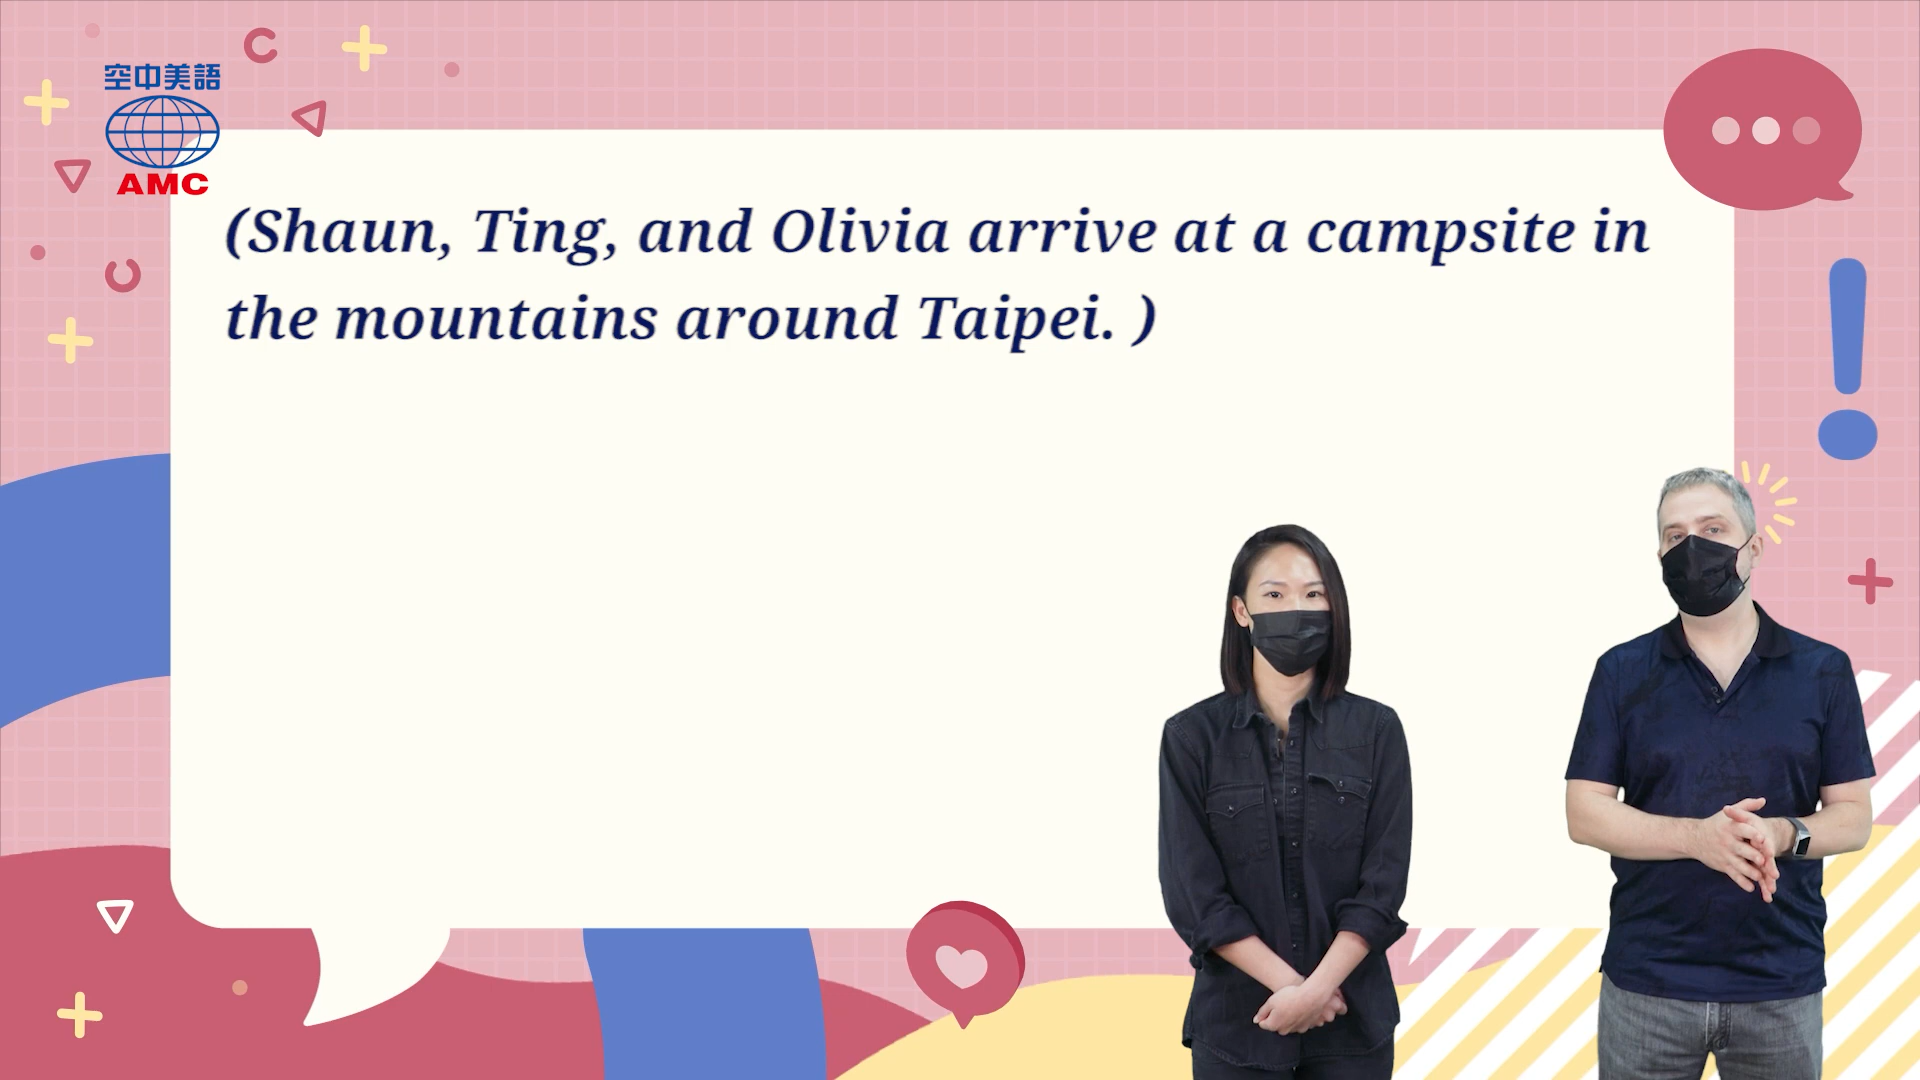 空中美語
AMC
(Shaun, Ting, and Olivia arrive at a campsite in
the mountains around Taipei. )